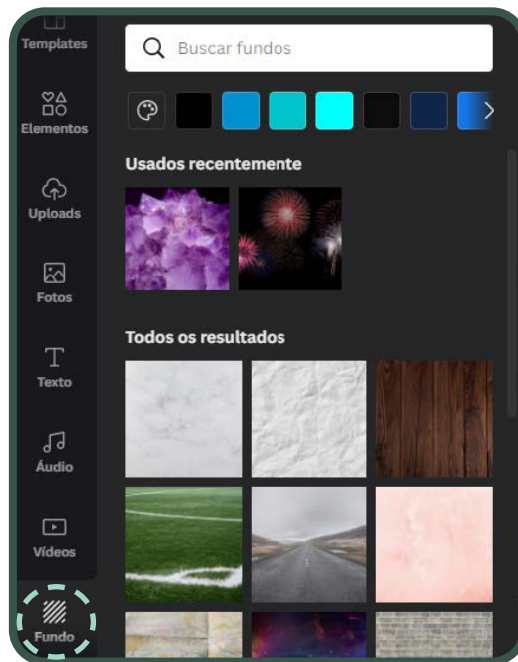 Templates
Elementos
Uploads
Fotos
Texto
Áudio
Vídeos
Fundo
Buscar fundos
Usados recentemente
Todos os resultados